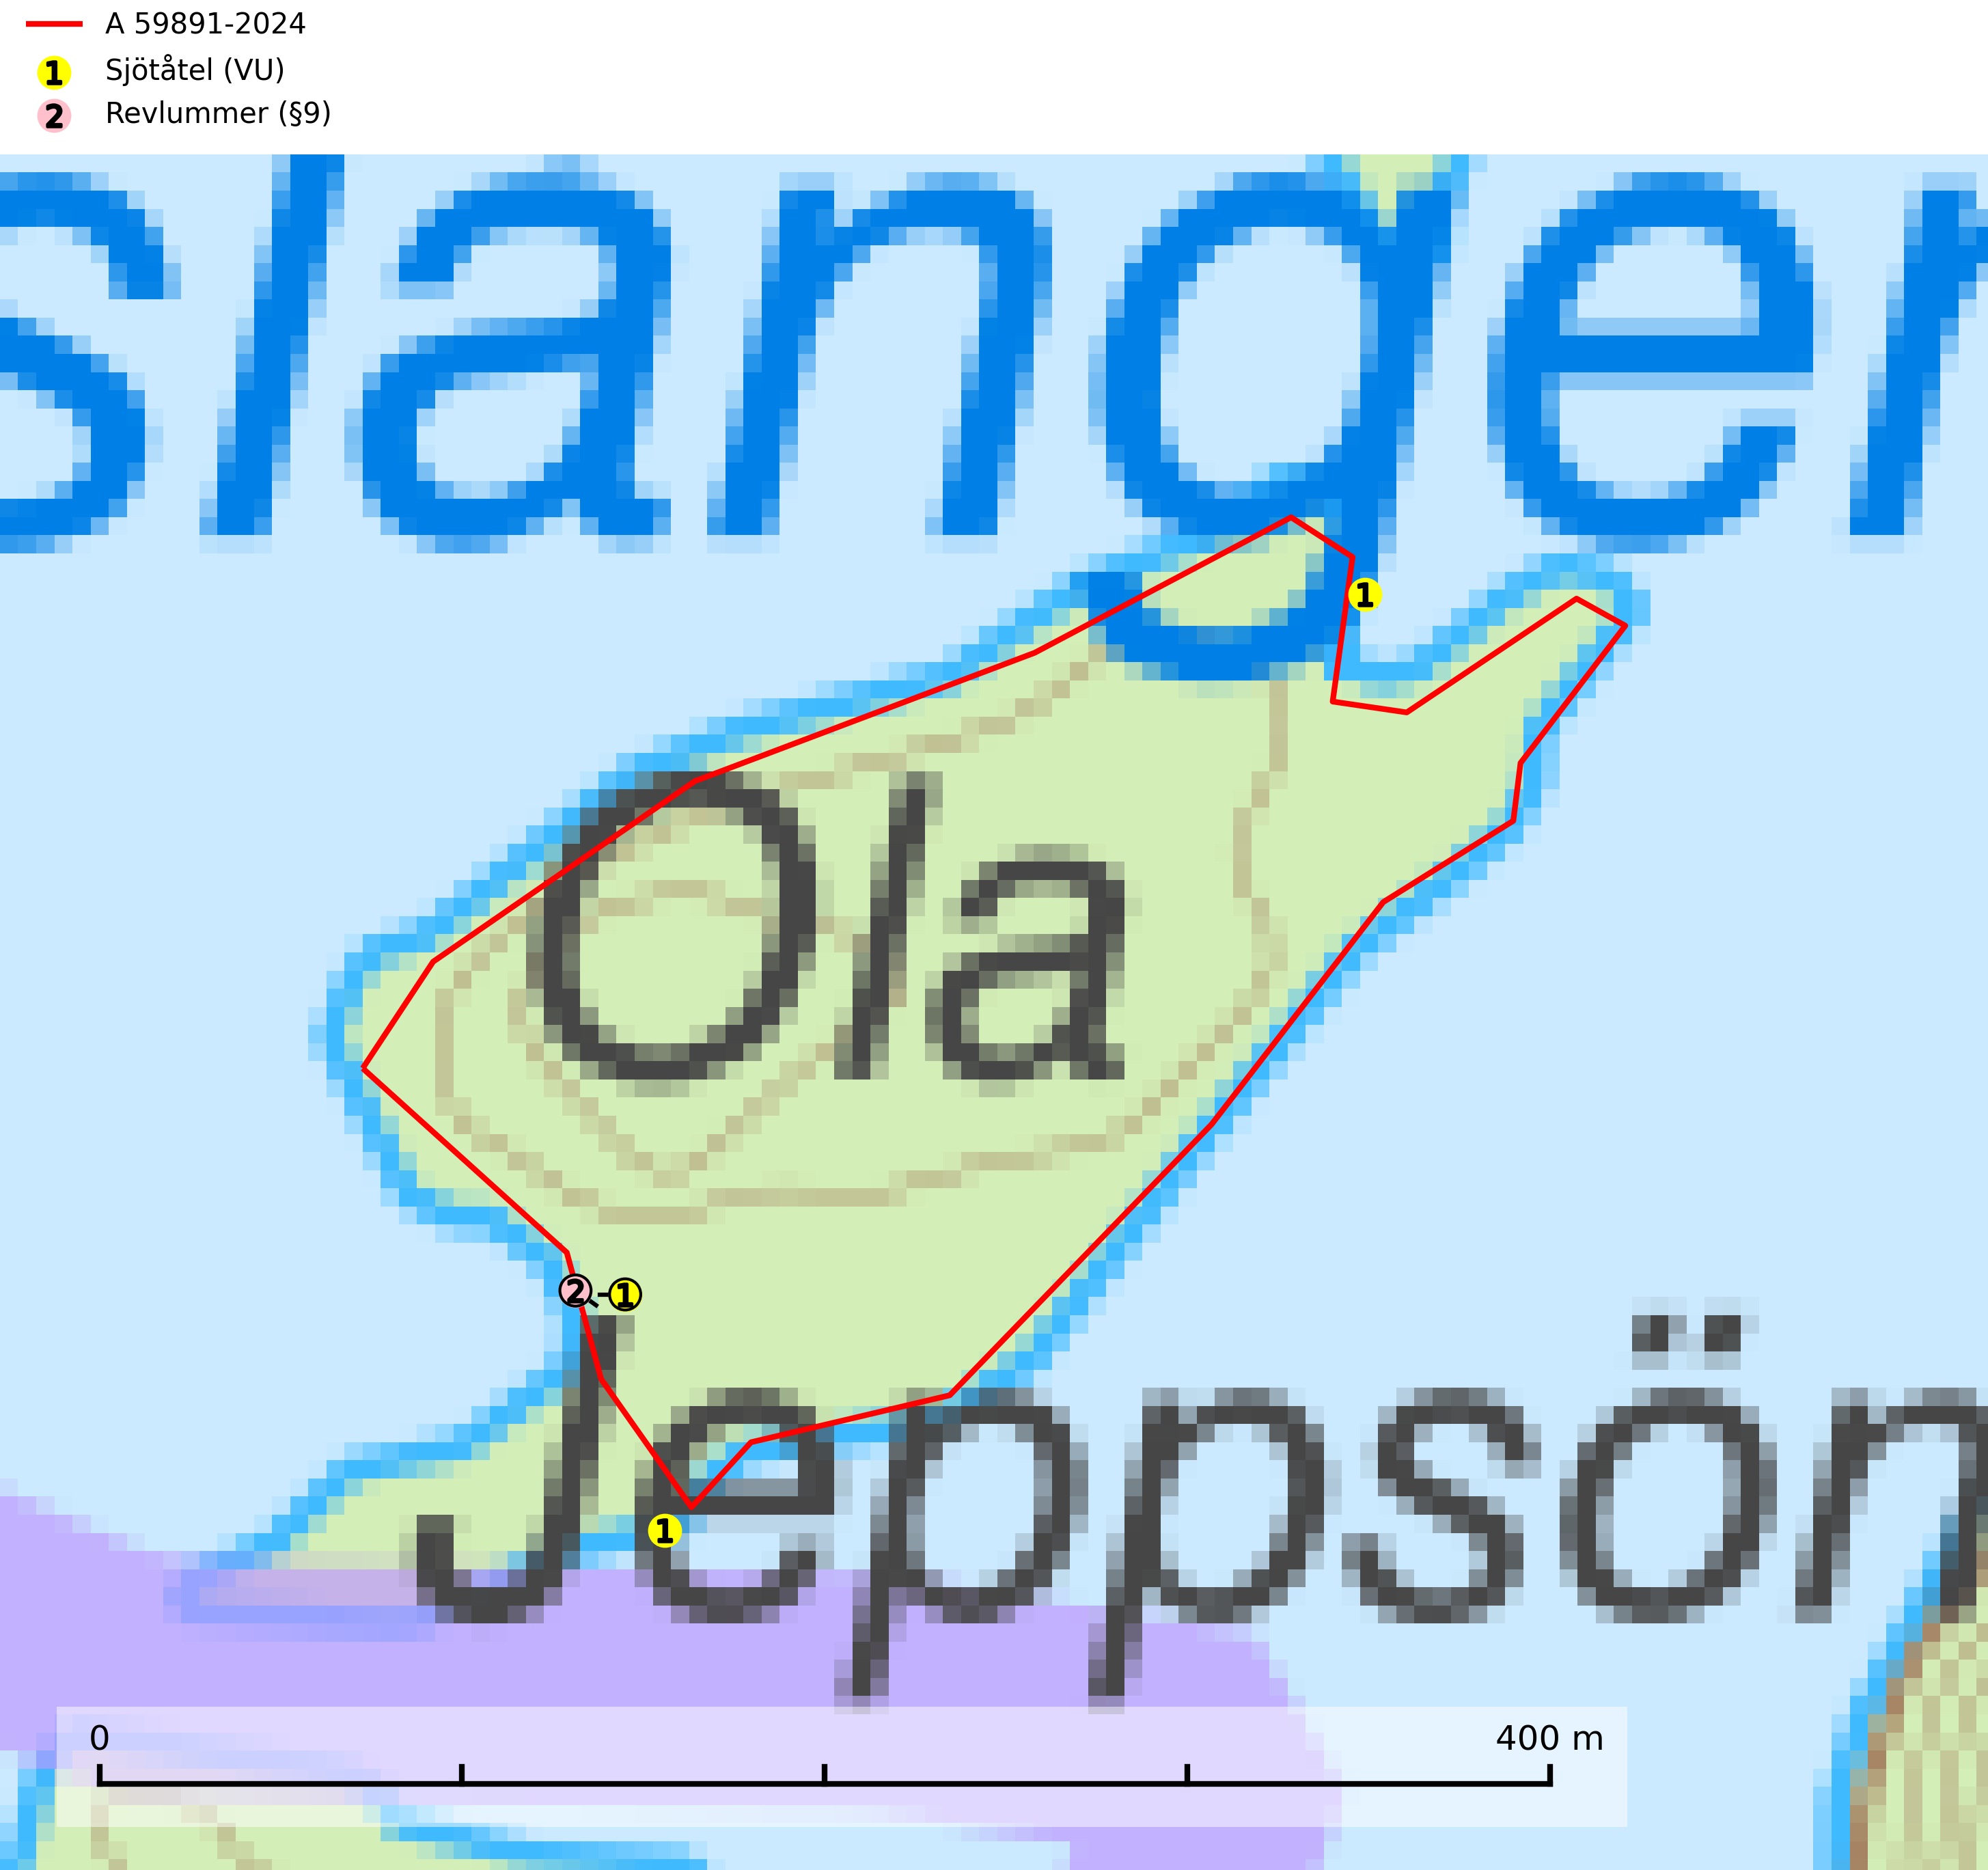 A 59891-2024
1 Sjötåtel (VU)
2 Revlummer (§9)
slanger
1
Ola
2 1
Jeppsön
1
0 400 m